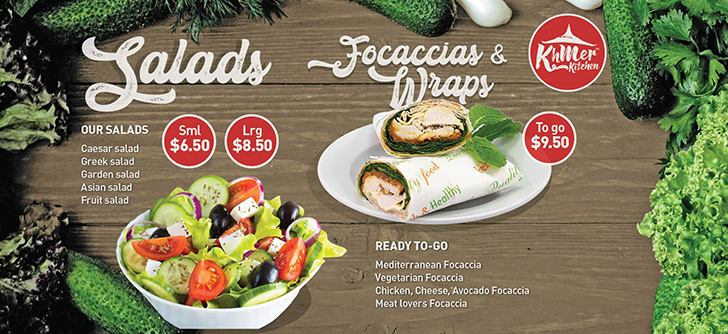 Salads
OUR SALADS
Sml
$6.50
Lrg
$8.50
Caesar salad
Greek salad
Garden salad
Asian salad
Fruit salad
Focaccias &
Wraps
KhMer
Kitchen
To go
$9.50
food
& Healthy
Quality
READY TO-GO
Mediterranean Focaccia
Vegetarian Focaccia
Chicken, Cheese, Avocado Focaccia
Meat lovers Focaccia